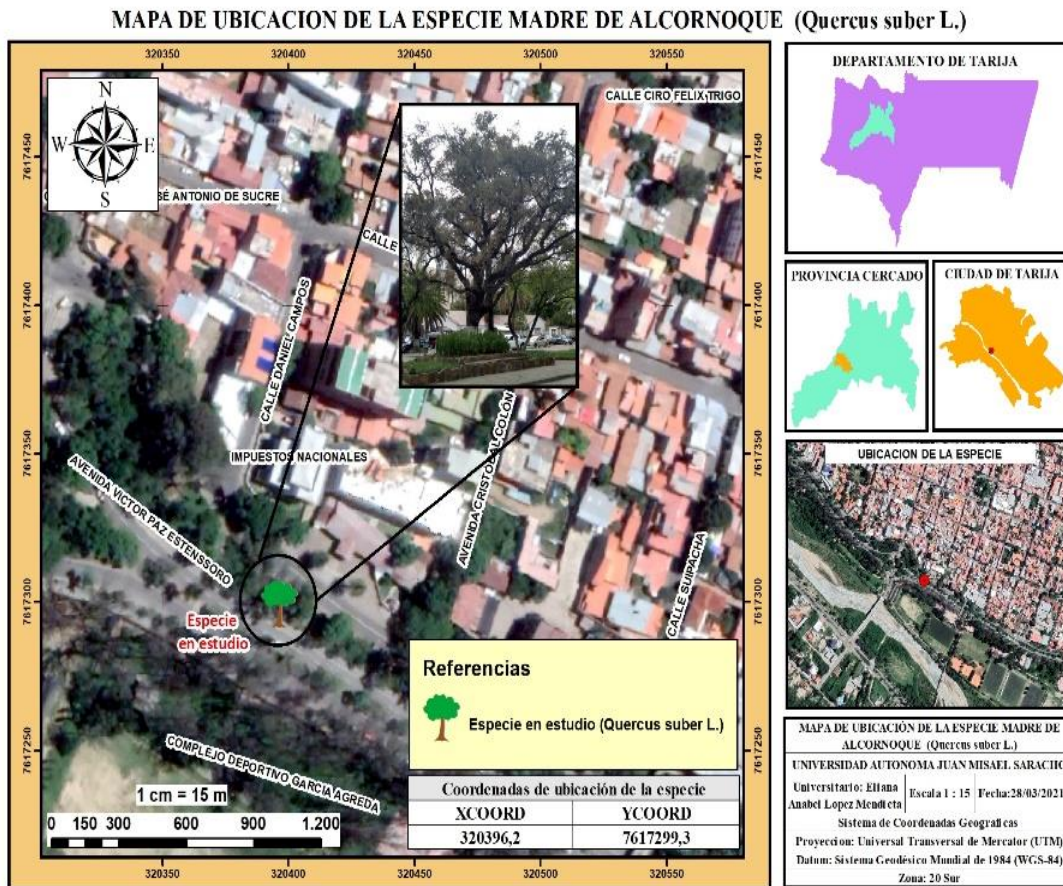 MAPA DE UBICACION DE LA ESPECIE MADRE DE ALCORNOQUE (Quercus suber L.)
320350 320400 320450 320500 320550
7617450
7617400
7617350
7617300
7617250
7617450
7617400
7617350
7617300
7617250
N
W E
S
CALLE CIRO FELIX TRIGO
SÉ ANTONIO DE SUCRE
CALLE
CALLE DANIEL CAMPOS
IMPUESTOS NACIONALES
AVENIDA CRISTOBAL COLÓN
AVENIDA VICTOR PAZ ESTENSSORO
CALLE SUIPACHA
Especie
en estudio
COMPLEJO DEPORTIVO GARCIA AGREDA
1 cm = 15 m
0 150 300 600 900 1.200
Referencias
Especie en estudio (Quercus suber L.)
Coordenadas de ubicación de la especie
XCOORD YCOORD
320396,2 7617299,3
320350 320400 320450 320500 320550
DEPARTAMENTO DE TARIJA
PROVINCIA CERCADO
CIUDAD DE TARIJA
UBICACION DE LA ESPECIE
MAPA DE UBICACIÓN DE LA ESPECIE MADRE DE
ALCORNOQUE (Quercus suber L.)
UNIVERSIDAD AUTONOMA JUAN MISAEL SARACHO
Universitario: Eliana
Anabel Lopez Mendieta
Escala 1 : 15
Fecha:28/03/2021
Sistema de Coordenadas Geograficas
Proyeccion: Universal Transversal de Mercator (UTM)
Datum: Sistema Geodésico Mundial de 1984 (WGS-84)
Zona: 20 Sur